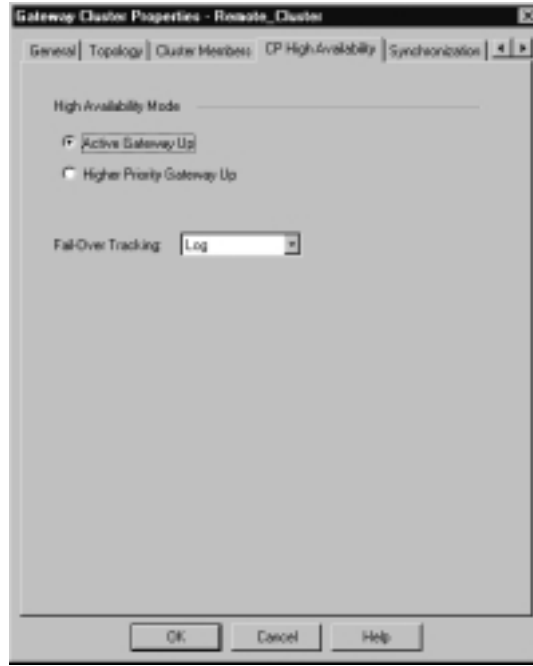 Gateway Cluster Properties - Remote_Cluster
General Topology Cluster Members CP High Availability Synchronization
High Availability Mode
Active Gateway Up
Higher Priority Gateway Up
Fail-Over Tracking: Log
OK Cancel Help